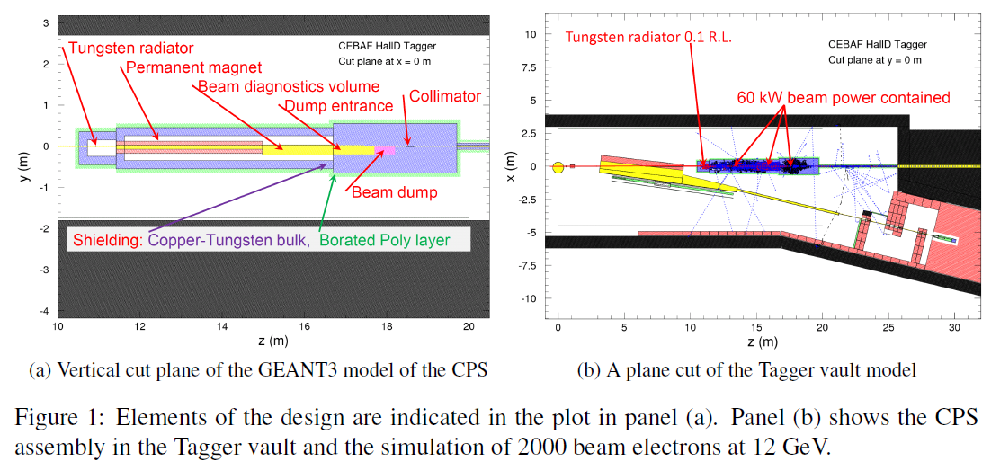 3
2
1
0
-1
-2
-3
-4
y (m)
CEBAF HallD Tagger
Cut plane at x = 0 m
Tungsten radiator
Permanent magnet
Beam diagnostics volume
Dump entrance
Collimator
Beam dump
Shielding: Copper-Tungsten bulk, Borated Poly layer
10 12 14 16 18 20
z (m)
(a) Vertical cut plane of the GEANT3 model of the CPS
10
7.5
5
2.5
0
-2.5
-5
-7.5
-10
x (m)
Tungsten radiator 0.1 R.L.
CEBAF HallD Tagger
Cut plane at y = 0 m
60 kW beam power contained
0 5 10 15 20 25 30
z (m)
(b) A plane cut of the Tagger vault model
Figure 1: Elements of the design are indicated in the plot in panel (a). Panel (b) shows the CPS
assembly in the Tagger vault and the simulation of 2000 beam electrons at 12 GeV.